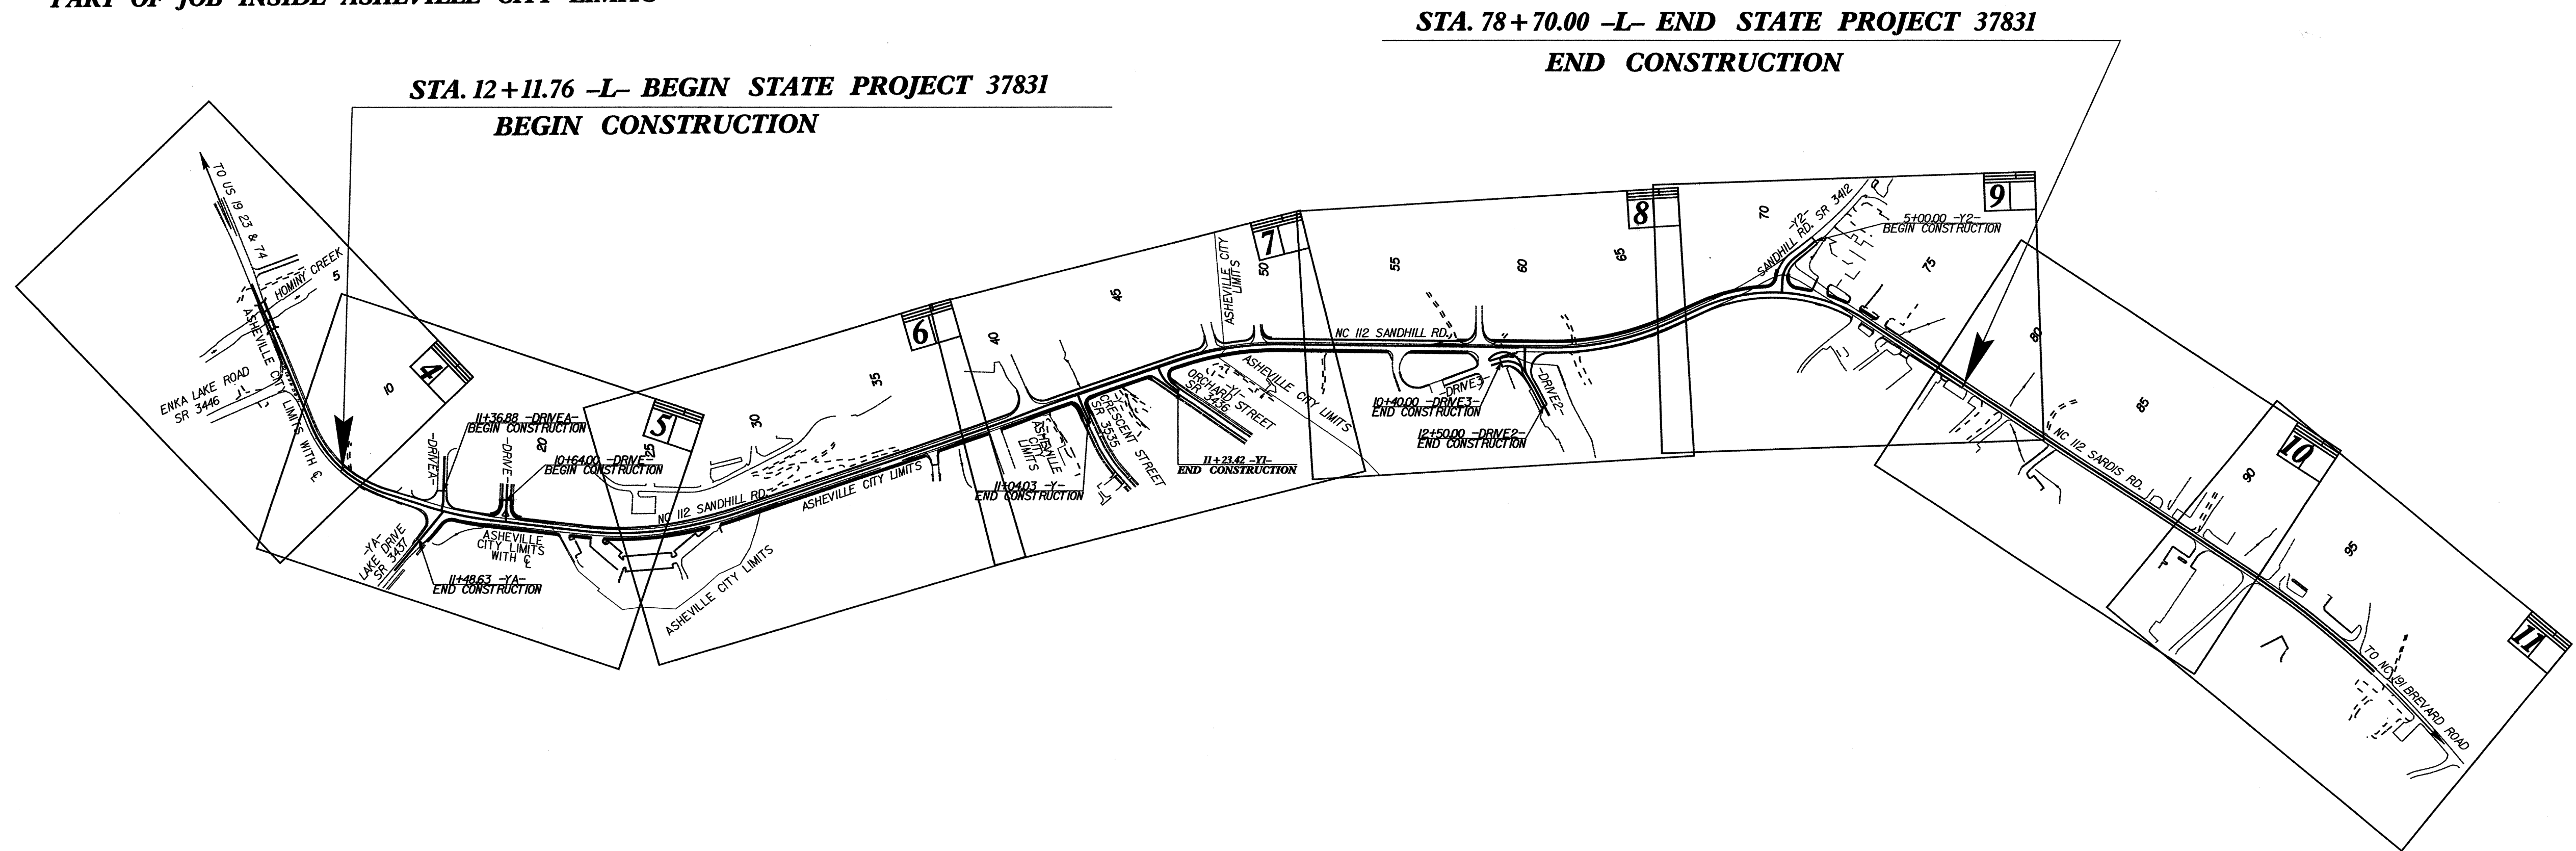 PART OF JOB INSIDE ASHEVILLE CITY LIMITS
STA. 78+70.00 –L– END STATE PROJECT 37831
END CONSTRUCTION
STA. 12+11.76 –L– BEGIN STATE PROJECT 37831
BEGIN CONSTRUCTION
TO US 19 23 & 74
HOMINY CREEK
5
ASHEVILLE CITY LIMITS WITH ℄
ENKA LAKE ROAD
SR 3446
10
4
11+36.88 -DRIVEA-
BEGIN CONSTRUCTION
-DRIVEA-
-DRIVE-
20
10+64.00 -DRIVE-
BEGIN CONSTRUCTION
25
5
-YA-
LAKE DRIVE
SR 3437
11+48.63 -YA-
END CONSTRUCTION
ASHEVILLE
CITY LIMITS
WITH ℄
30
NC 112 SANDHILL RD.
ASHEVILLE CITY LIMITS
ASHEVILLE CITY LIMITS
35
6
40
ASHEVILLE
CITY
LIMITS
11+04.03 -Y-
END CONSTRUCTION
-Y-
CRESCENT STREET
SR 3535
45
ORCHARD STREET
-Y1-
SR 3436
11+23.42 -Y1-
END CONSTRUCTION
ASHEVILLE CITY
LIMITS
50
7
ASHEVILLE CITY LIMITS
NC 112 SANDHILL RD.
55
60
65
8
-DRIVE3-
10+40.00 -DRIVE3-
END CONSTRUCTION
-DRIVE2-
12+50.00 -DRIVE2-
END CONSTRUCTION
70
-Y2-
SANDHILL RD. SR 3412
5+00.00 -Y2-
BEGIN CONSTRUCTION
9
75
80
85
NC 112 SARDIS RD.
90
10
95
TO NC 191 BREVARD ROAD
11